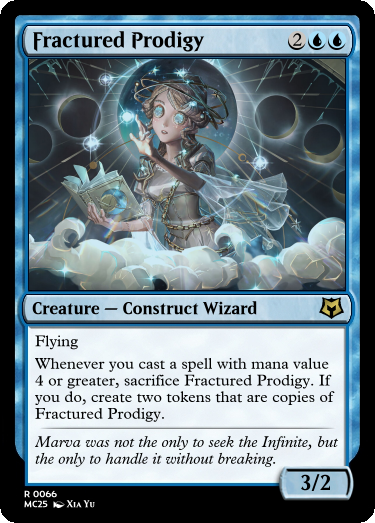 Fractured Prodigy 2
Creature — Construct Wizard
Flying
Whenever you cast a spell with mana value
4 or greater, sacrifice Fractured Prodigy. If
you do, create two tokens that are copies of
Fractured Prodigy.
Marva was not the only to seek the Infinite, but
the only to handle it without breaking.
3/2
R 0066
MC25 Xia Yu